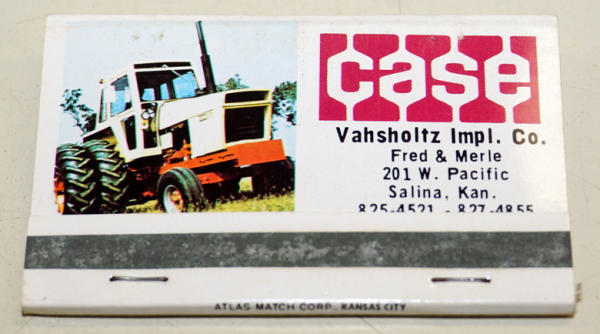 case
Vahsholtz Impl. Co.
Fred & Merle
201 W. Pacific
Salina, Kan.
825-4521 - 827-4855
ATLAS MATCH CORP. KANSAS CITY